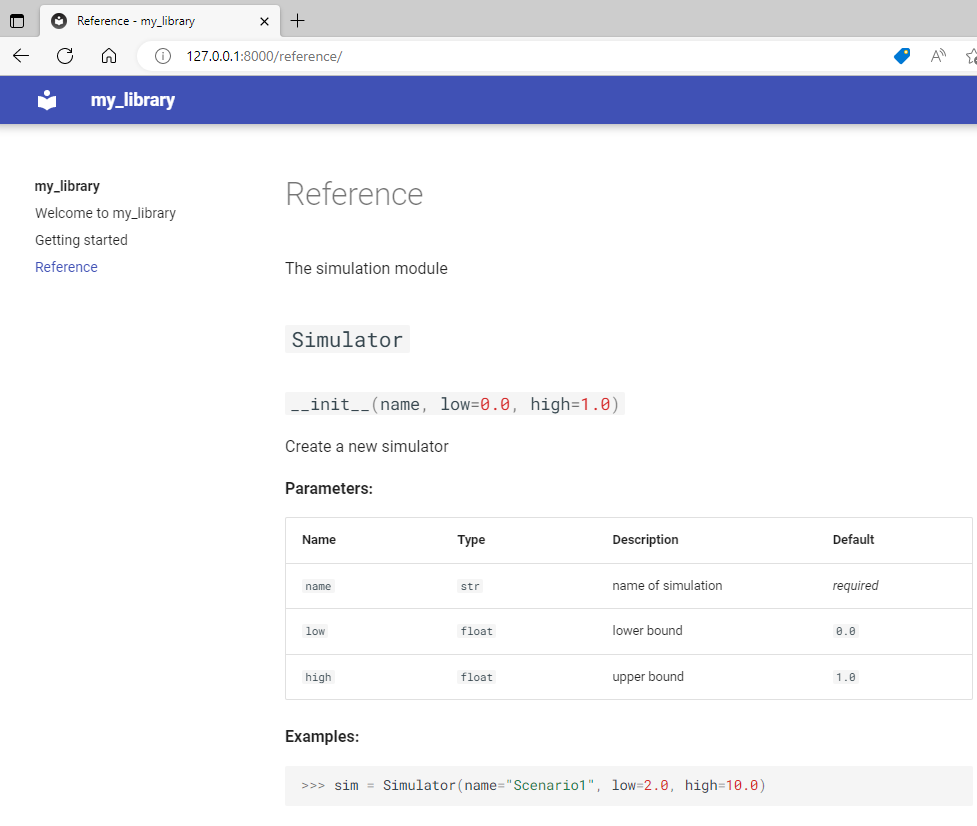 Reference - my_library
127.0.0.1:8000/reference/
my_library
my_library
Welcome to my_library
Getting started
Reference
Reference
The simulation module
Simulator
__init__(name, low=0.0, high=1.0)
Create a new simulator
Parameters:
Name Type Description Default
name str name of simulation required
low float lower bound 0.0
high float upper bound 1.0
Examples:
>>> sim = Simulator(name="Scenario1", low=2.0, high=10.0)